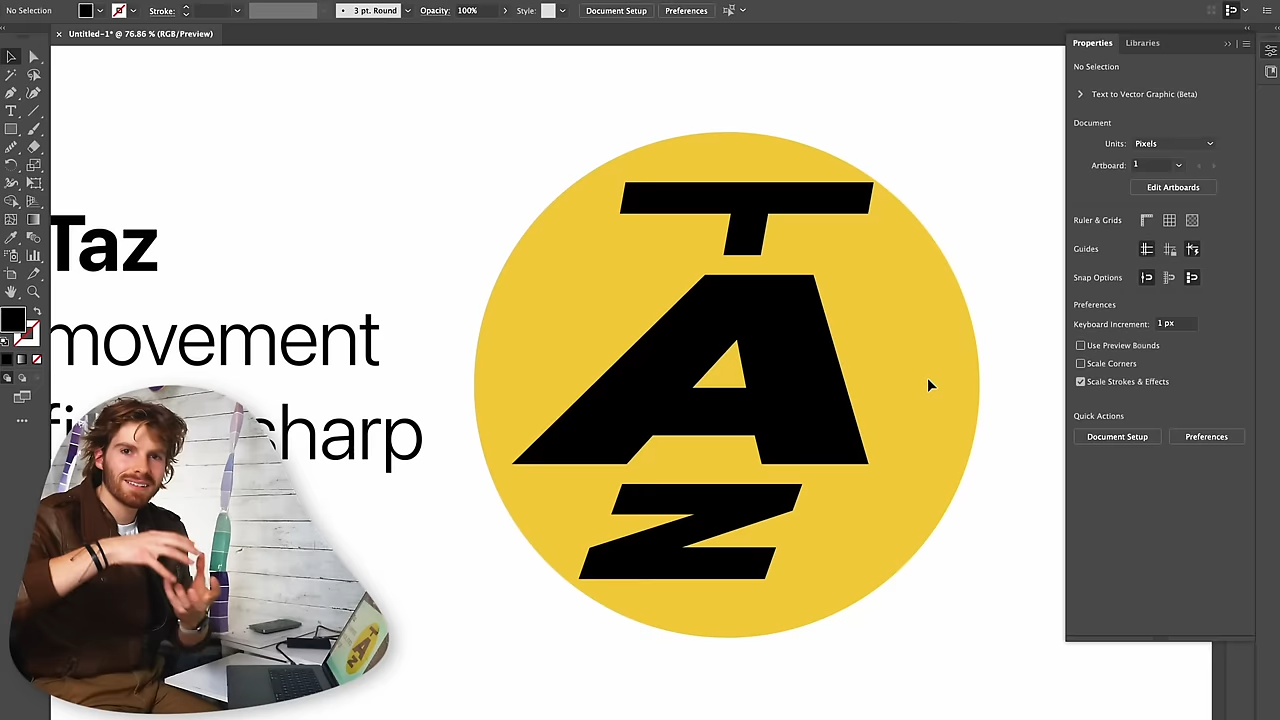 No Selection
Stroke:
3 pt. Round
Opacity: 100%
Style:
Document Setup
Preferences
× Untitled-1* @ 76.86 % (RGB/Preview)
Taz
movement
sharp
T
A
Z
Properties
Libraries
No Selection
Text to Vector Graphic (Beta)
Document
Units: Pixels
Artboard: 1
Edit Artboards
Ruler & Grids
Guides
Snap Options
Preferences
Keyboard Increment: 1 px
Use Preview Bounds
Scale Corners
Scale Strokes & Effects
Quick Actions
Document Setup
Preferences